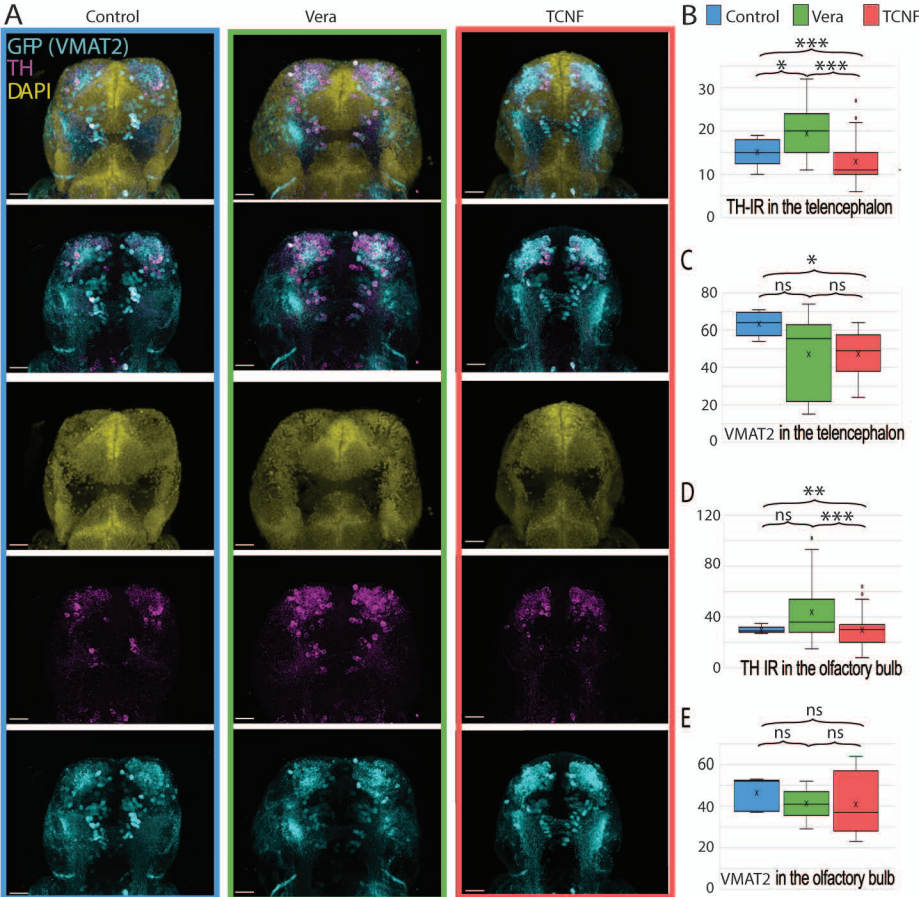 A
Control
Vera
TCNF
GFP (VMAT2)
TH
DAPI
B
Control
Vera
TCNF
***
*
***
30
20
10
0
x
x
x
TH-IR in the telencephalon
C
*
ns
ns
80
60
40
20
0
x
x
x
VMAT2 in the telencephalon
D
**
ns
***
120
80
40
0
x
x
x
TH IR in the olfactory bulb
E
ns
ns
ns
60
40
20
0
x
x
x
VMAT2 in the olfactory bulb